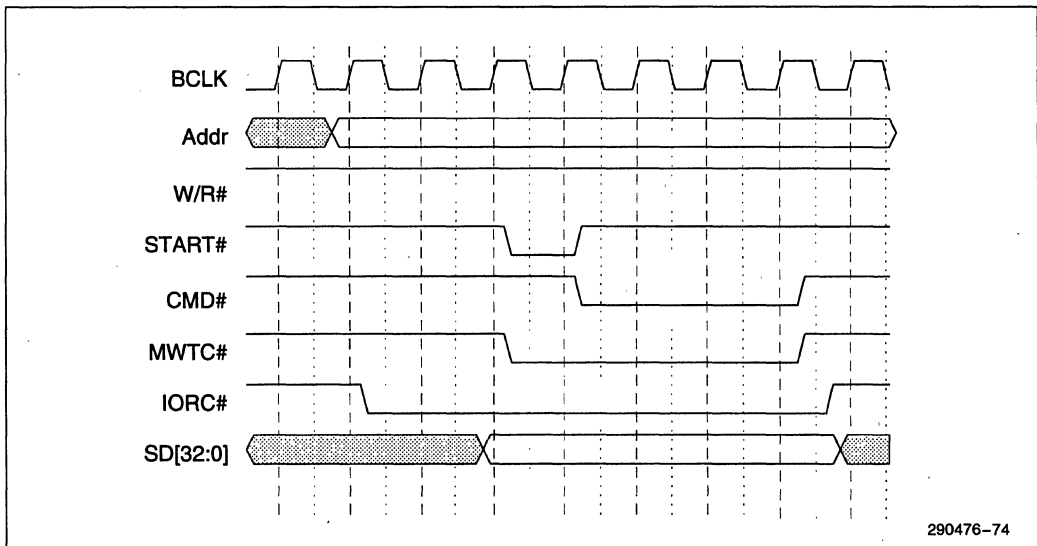 BCLK
Addr
W/R#
START#
CMD#
MWTC#
IORC#
SD[32:0]
290476-74